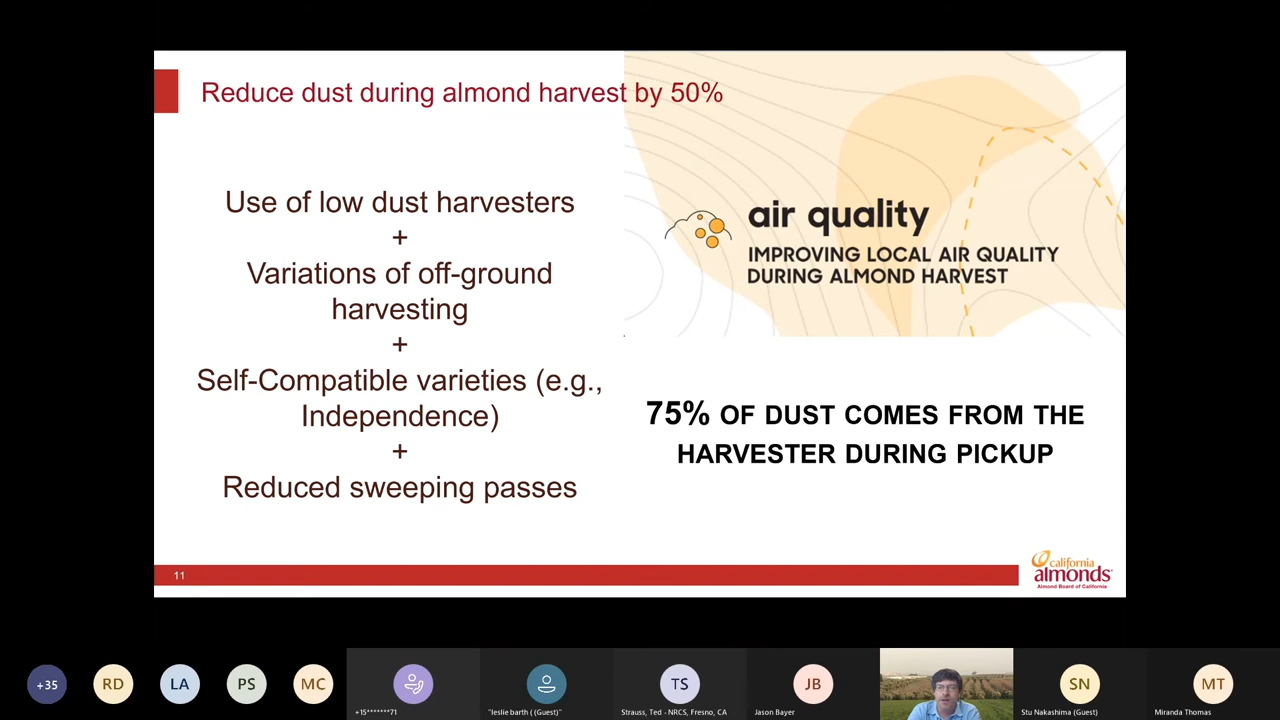 Reduce dust during almond harvest by 50%
Use of low dust harvesters
+
Variations of off-ground
harvesting
+
Self-Compatible varieties (e.g.,
Independence)
+
Reduced sweeping passes
air quality
IMPROVING LOCAL AIR QUALITY
DURING ALMOND HARVEST
75% OF DUST COMES FROM THE
HARVESTER DURING PICKUP
11
california
almonds
Almond Board of California
+35
RD
LA
PS
MC
TS
JB
SN
MT
+15*******71
"leslie barth ( (Guest)"
Strauss, Ted - NRCS, Fresno, CA
Jason Bayer
Stu Nakashima (Guest)
Miranda Thomas